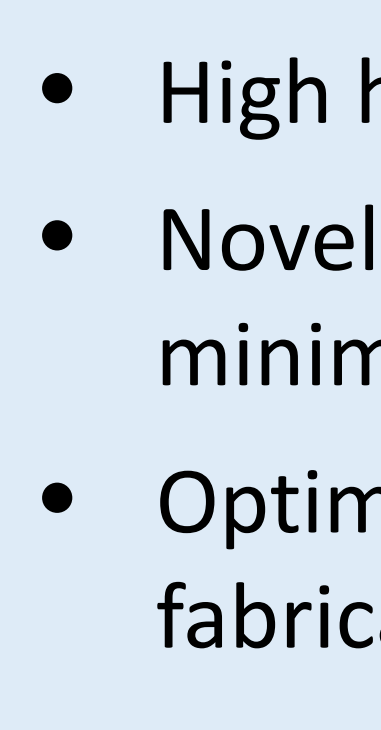 • High h
• Novel
minim
• Optim
fabrica